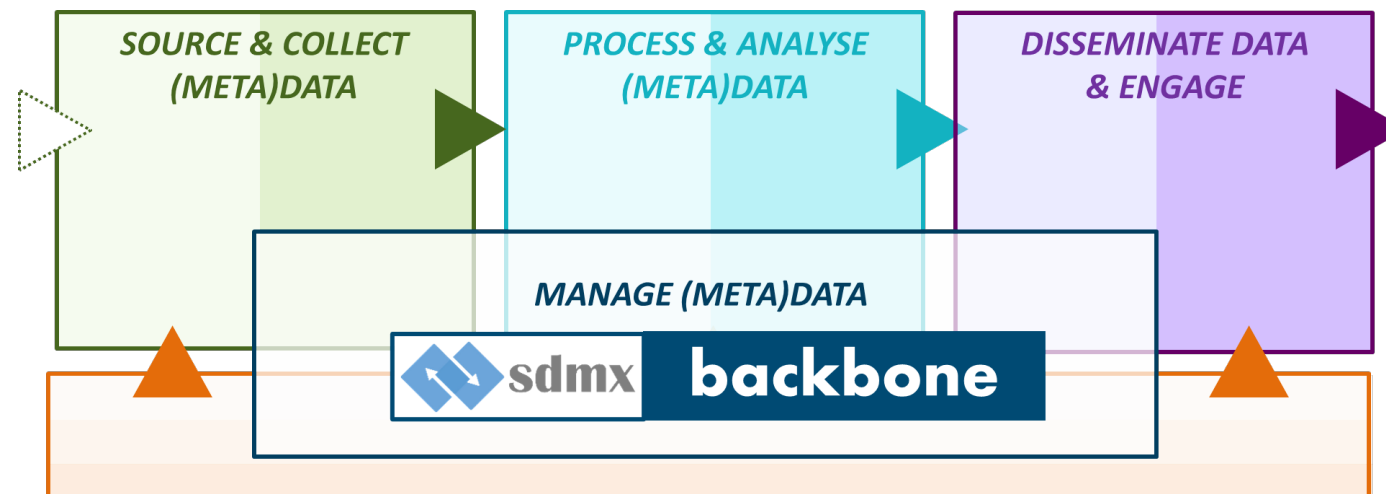 SOURCE & COLLECT
(META)DATA
PROCESS & ANALYSE
(META)DATA
DISSEMINATE DATA
& ENGAGE
MANAGE (META)DATA
sdmx backbone